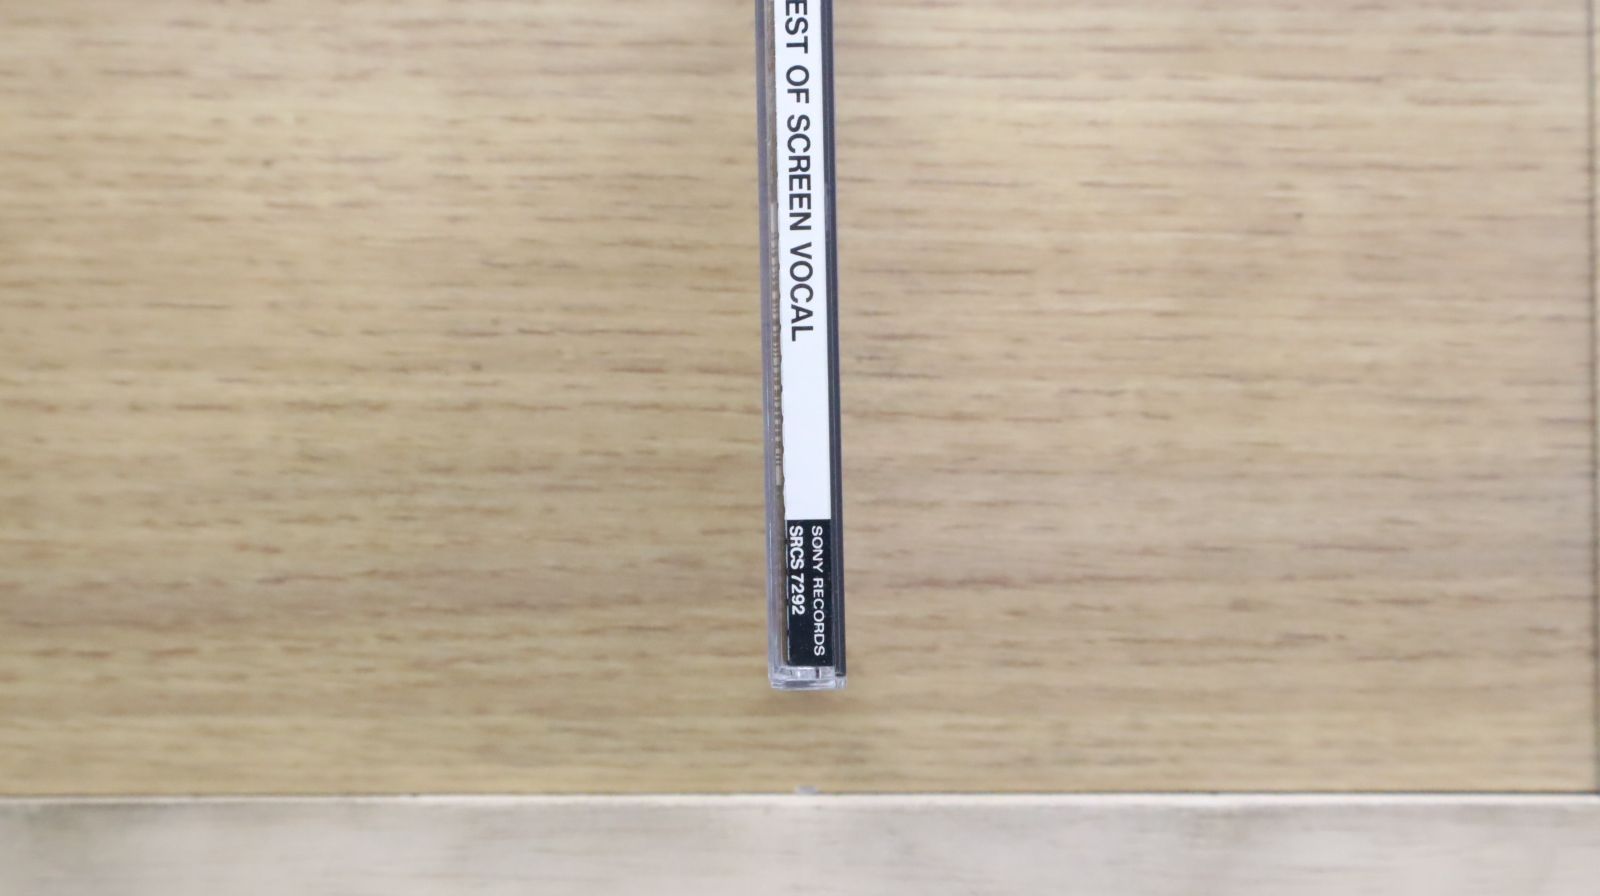 EST OF SCREEN VOCAL
SONY RECORDS
SRCS 7292